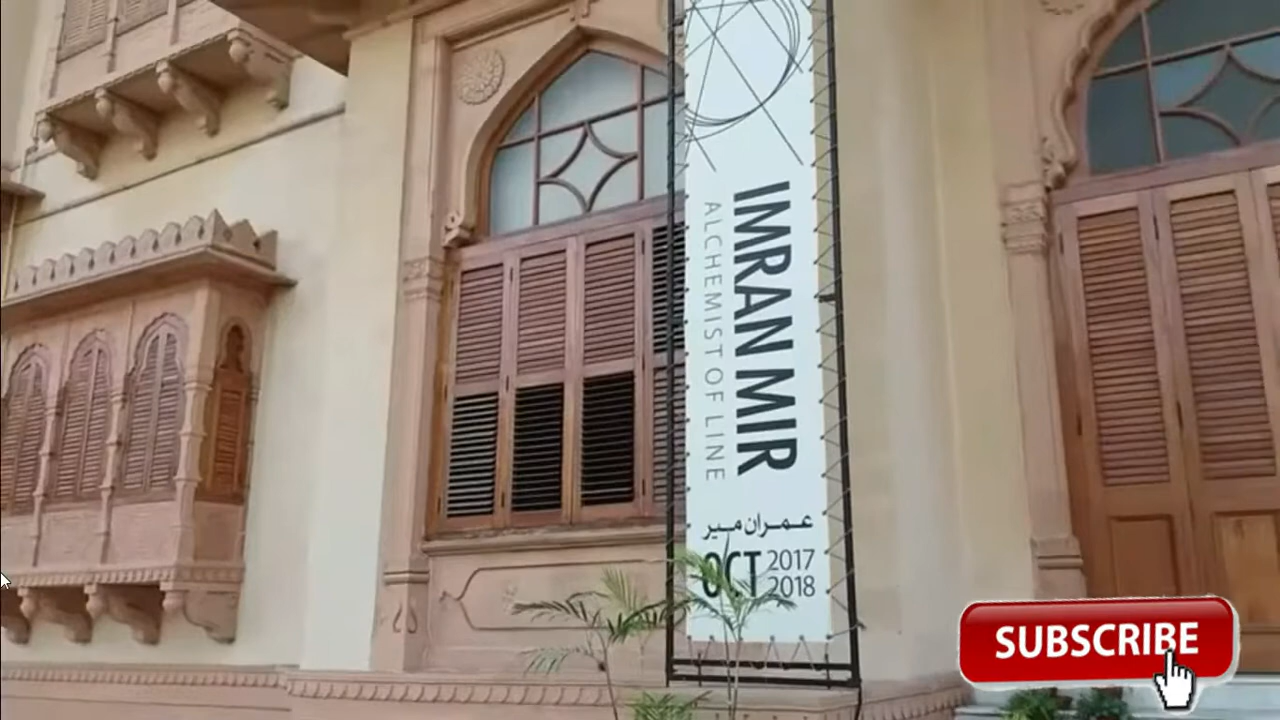 IMRAN MIR
ALCHEMIST OF LINE
عمران میر
OCT 2017
2018
SUBSCRIBE